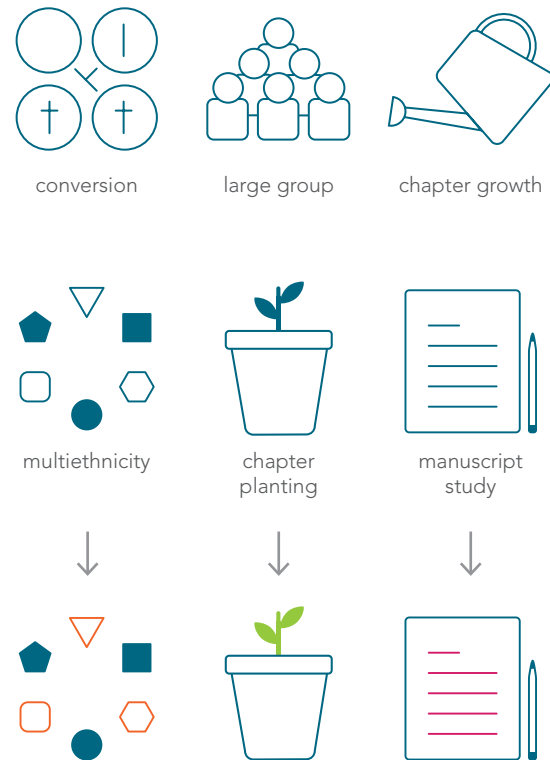 conversion
large group
chapter growth
multiethnicity
chapter
planting
manuscript
study